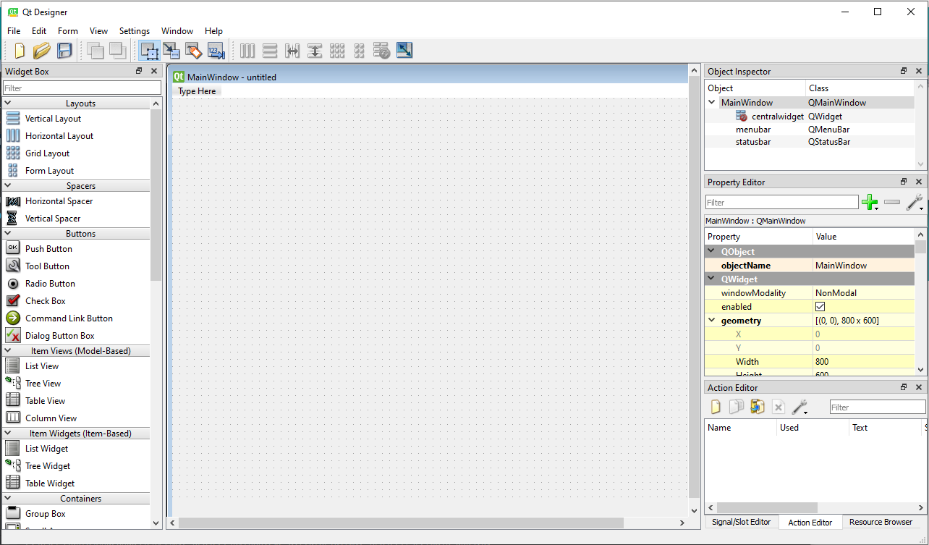 Qt Designer
File Edit Form View Settings Window Help
Widget Box
Filter
Layouts
Vertical Layout
Horizontal Layout
Grid Layout
Form Layout
Spacers
Horizontal Spacer
Vertical Spacer
Buttons
Push Button
Tool Button
Radio Button
Check Box
Command Link Button
Dialog Button Box
Item Views (Model-Based)
List View
Tree View
Table View
Column View
Item Widgets (Item-Based)
List Widget
Tree Widget
Table Widget
Containers
Group Box
MainWindow - untitled
Type Here
Object Inspector
Object Class
MainWindow QMainWindow
centralwidget QWidget
menubar QMenuBar
statusbar QStatusBar
Property Editor
Filter
MainWindow : QMainWindow
Property Value
QObject
objectName MainWindow
QWidget
windowModality NonModal
enabled
geometry [(0, 0), 800 x 600]
X 0
Y 0
Width 800
Height 600
Action Editor
Filter
Name Used Text S
Signal/Slot Editor Action Editor Resource Browser